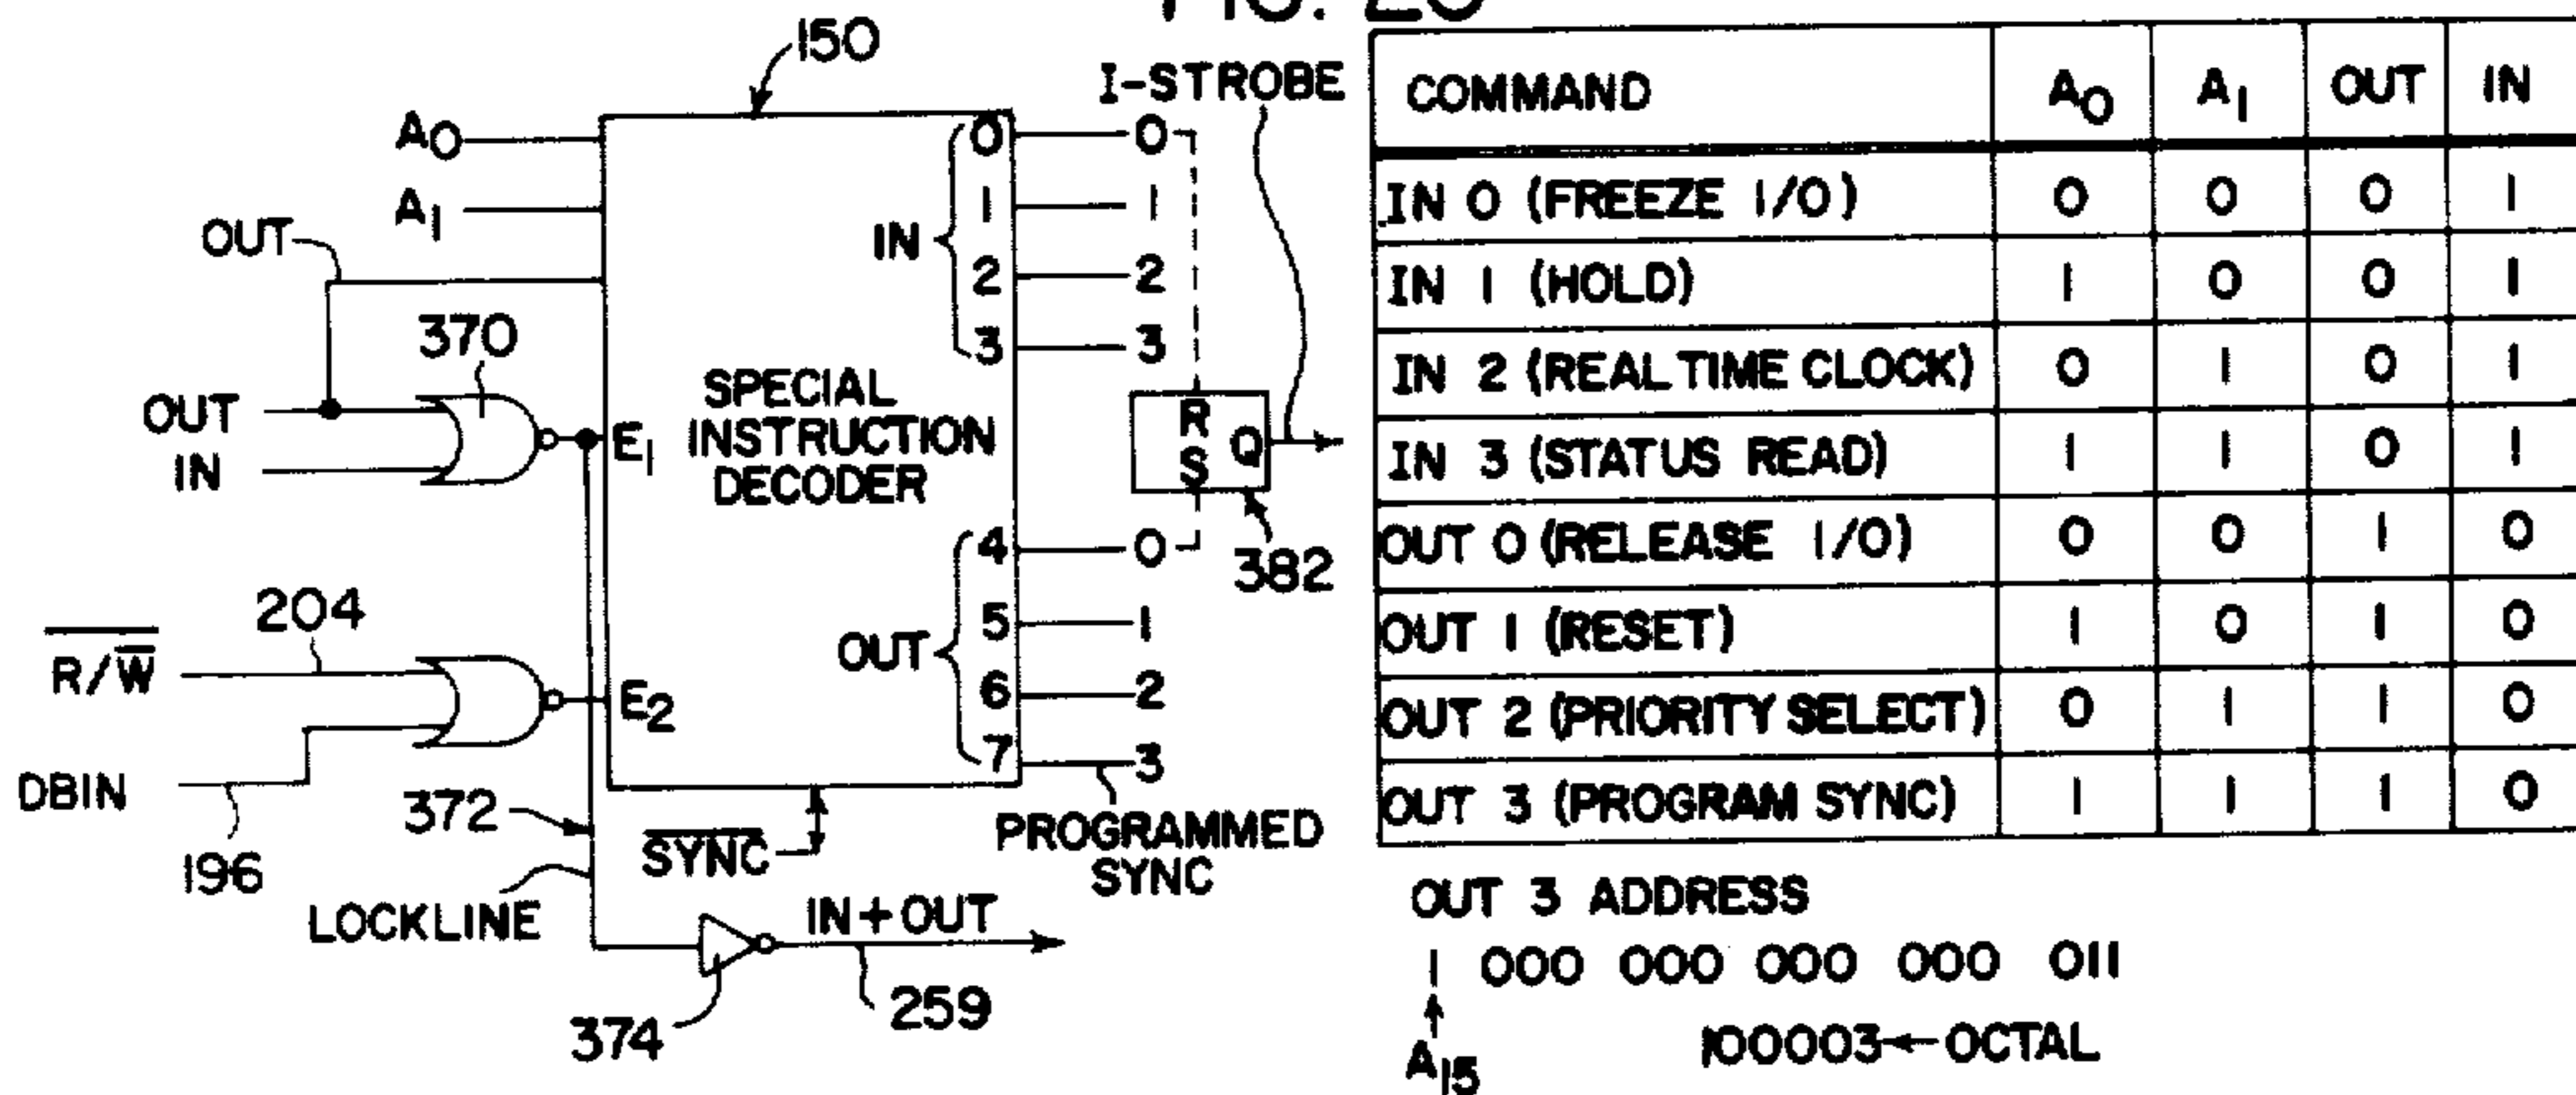 FIG. 26
150
A0
A1
OUT
370
OUT
IN
E1
SPECIAL
INSTRUCTION
DECODER
204
R/W
E2
DBIN
196
372
LOCKLINE
SYNC
374
IN+OUT
259
IN
0
1
2
3
0
1
2
3
I-STROBE
R
S
Q
382
OUT
4
5
6
7
0
1
2
3
PROGRAMMED
SYNC
COMMAND A0 A1 OUT IN
IN 0 (FREEZE I/O) 0 0 0 1
IN 1 (HOLD) 1 0 0 1
IN 2 (REAL TIME CLOCK) 0 1 0 1
IN 3 (STATUS READ) 1 1 0 1
OUT 0 (RELEASE I/O) 0 0 1 0
OUT 1 (RESET) 1 0 1 0
OUT 2 (PRIORITY SELECT) 0 1 1 0
OUT 3 (PROGRAM SYNC) 1 1 1 0
OUT 3 ADDRESS
1 000 000 000 000 011
A15
100003←OCTAL